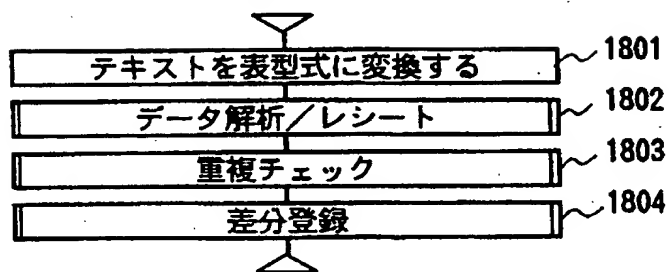 テキストを表型式に変換する 1801
データ解析／レシート 1802
重複チェック 1803
差分登録 1804